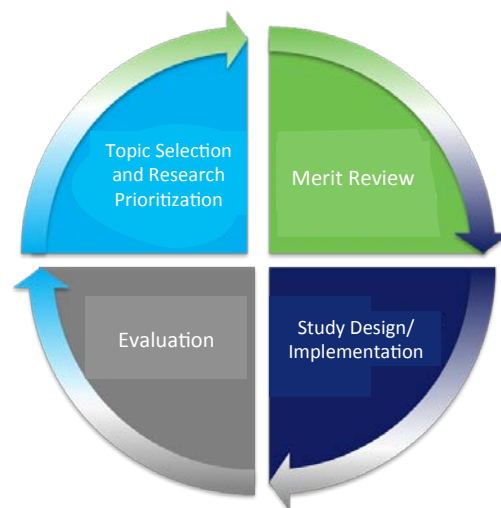 Topic Selection
and Research
Prioritization
Merit Review
Evaluation
Study Design/
Implementation